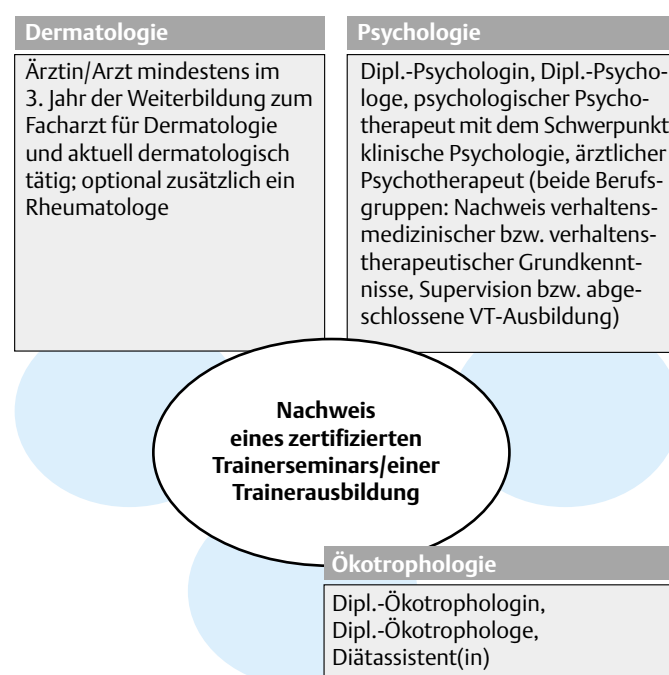 Dermatologie
Ärztin/Arzt mindestens im
3. Jahr der Weiterbildung zum
Facharzt für Dermatologie
und aktuell dermatologisch
tätig; optional zusätzlich ein
Rheumatologe
Psychologie
Dipl.-Psychologin, Dipl.-Psycho-
loge, psychologischer Psycho-
therapeut mit dem Schwerpunkt
klinische Psychologie, ärztlicher
Psychotherapeut (beide Berufs-
gruppen: Nachweis verhaltens-
medizinischer bzw. verhaltens-
therapeutischer Grundkennt-
nisse, Supervision bzw. abge-
schlossene VT-Ausbildung)
Nachweis
eines zertifizierten
Trainerseminars/einer
Trainerausbildung
Ökotrophologie
Dipl.-Ökotrophologin,
Dipl.-Ökotrophologe,
Diätassistent(in)